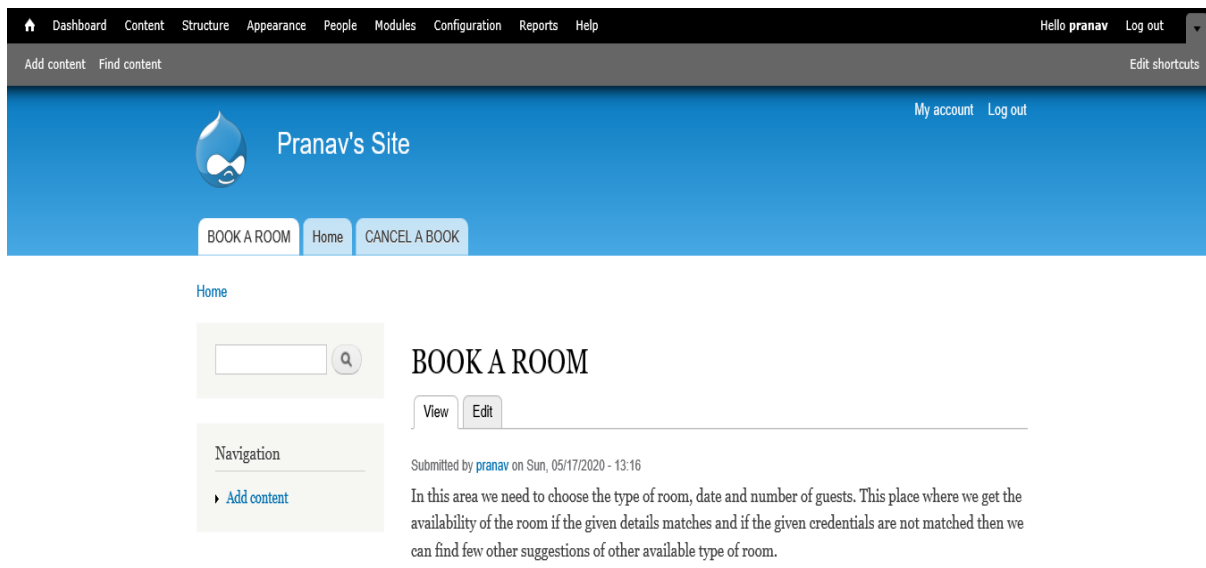 Dashboard Content Structure Appearance People Modules Configuration Reports Help Hello pranav Log out
Add content Find content Edit shortcuts
My account Log out
Pranav's Site
BOOK A ROOM Home CANCEL A BOOK
Home
BOOK A ROOM
View Edit
Navigation
Add content
Submitted by pranav on Sun, 05/17/2020 - 13:16
In this area we need to choose the type of room, date and number of guests. This place where we get the
availability of the room if the given details matches and if the given credentials are not matched then we
can find few other suggestions of other available type of room.